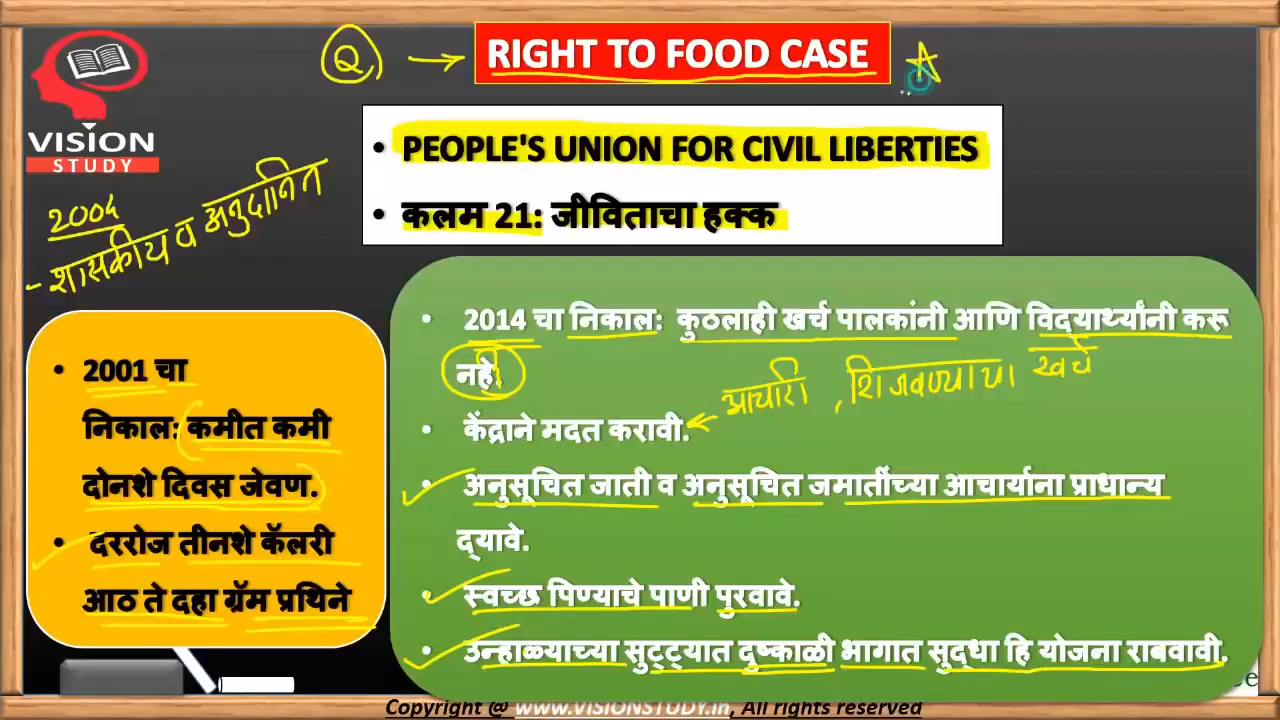 Q → RIGHT TO FOOD CASE
VISION
STUDY
• PEOPLE'S UNION FOR CIVIL LIBERTIES
• कलम 21: जीविताचा हक्क
- शासकीय व अनुदानित
• 2001 चा
निकाल: कमीत कमी
दोनशे दिवस जेवण.
• दररोज तीनशे कॅलरी
आठ ते दहा ग्रॅम प्रथिने
• 2014 चा निकाल: कुठलाही खर्च पालकांनी आणि विद्यार्थ्यांनी करू
नहे.
आचारी, शिजवण्याचा खर्च
• केंद्राने मदत करावी.
• अनुसूचित जाती व अनुसूचित जमातींच्या आचार्याना प्राधान्य
द्यावे.
• स्वच्छ पिण्याचे पाणी पुरवावे.
• उन्हाळ्याच्या सुट्ट्यात दुष्काळी भागात सुद्धा हि योजना राबवावी.
Copyright @ www.VISIONSTUDY.in, All rights reserved